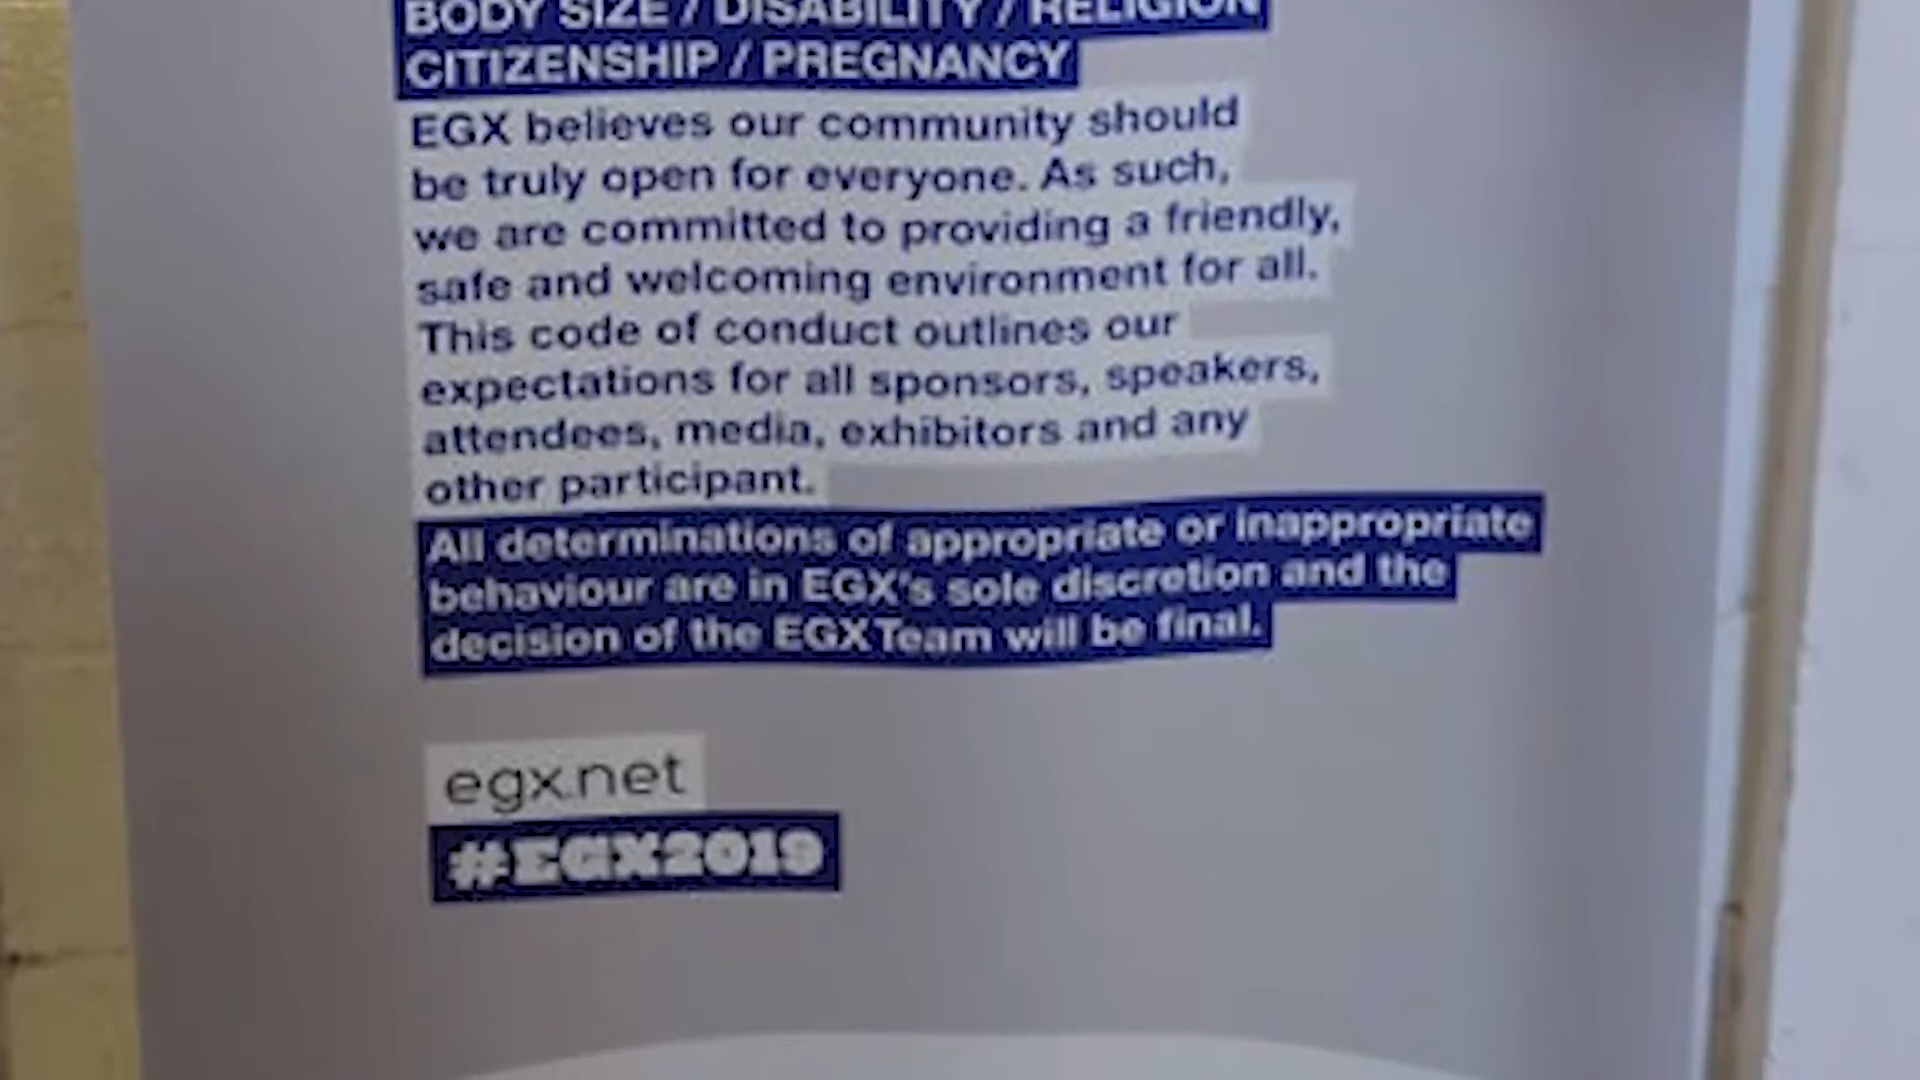 BODY SIZE / DISABILITY / RELIGION
CITIZENSHIP / PREGNANCY
EGX believes our community should
be truly open for everyone. As such,
we are committed to providing a friendly,
safe and welcoming environment for all.
This code of conduct outlines our
expectations for all sponsors, speakers,
attendees, media, exhibitors and any
other participant.
All determinations of appropriate or inappropriate
behaviour are in EGX's sole discretion and the
decision of the EGX Team will be final.
egx.net
#EGX2019